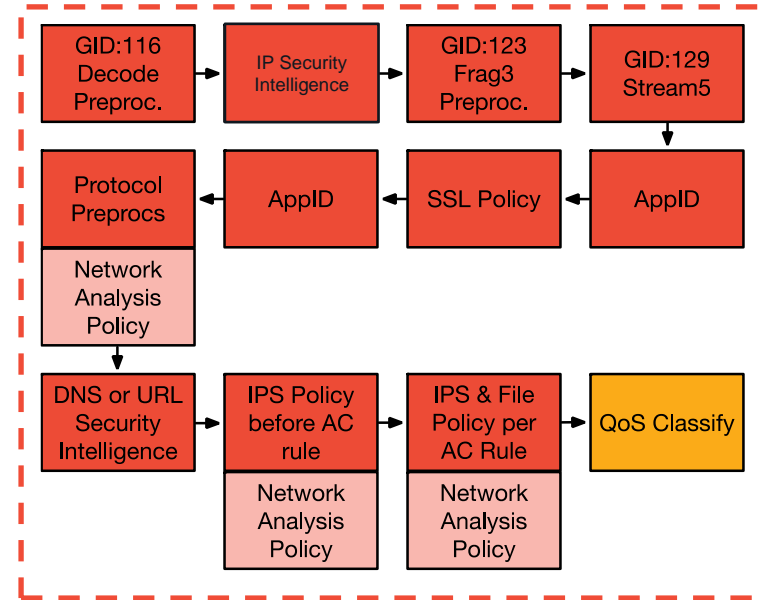 GID:116
Decode
Preproc.
IP Security
Intelligence
GID:123
Frag3
Preproc.
GID:129
Stream5
Protocol
Preprocs
AppID
SSL Policy
AppID
Network
Analysis
Policy
DNS or URL
Security
Intelligence
IPS Policy
before AC
rule
IPS & File
Policy per
AC Rule
QoS Classify
Network
Analysis
Policy
Network
Analysis
Policy